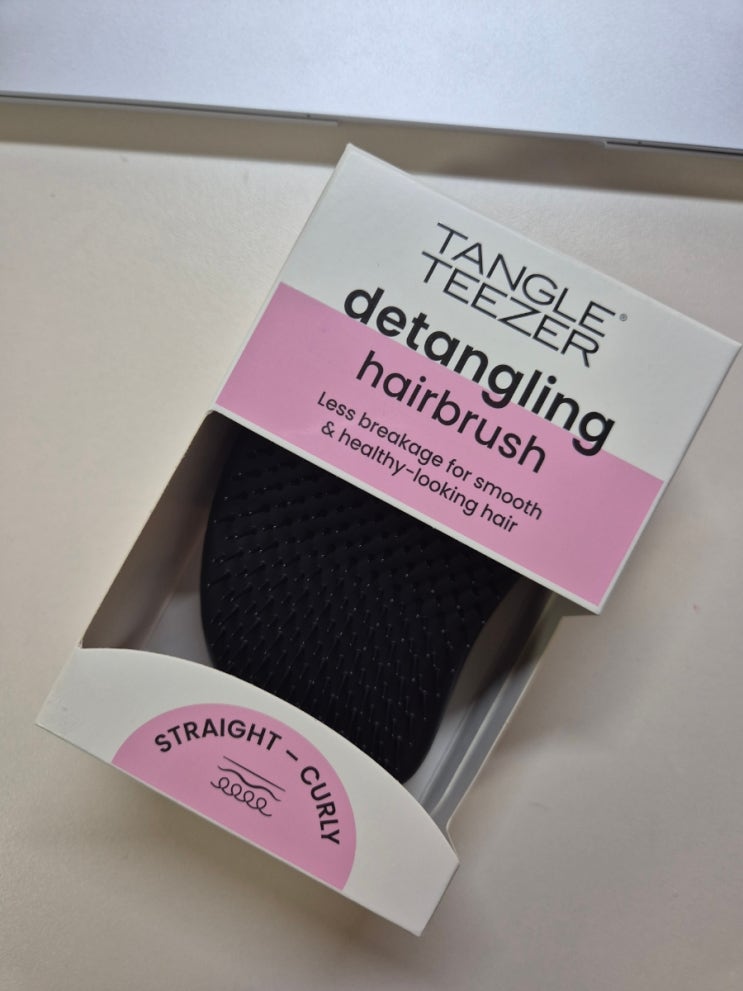 TANGLE
TEEZER®
detangling
hairbrush
Less breakage for smooth
& healthy-looking hair
STRAIGHT – CURLY